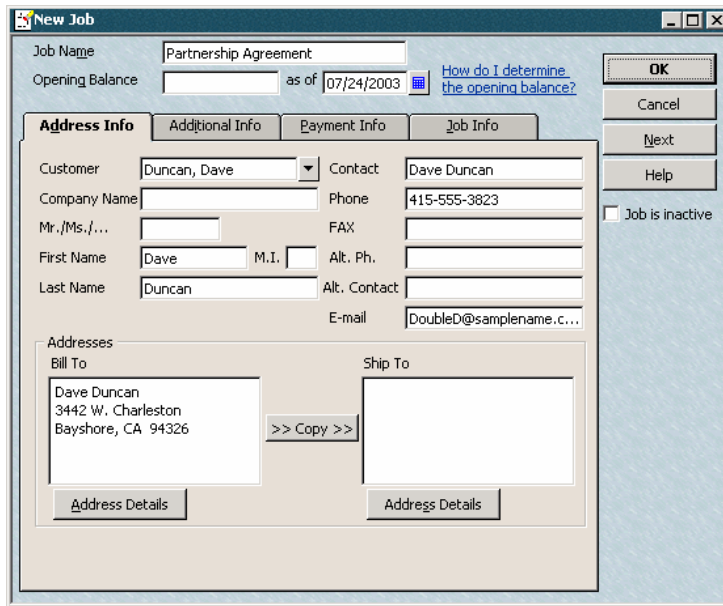 New Job
Job Name Partnership Agreement
Opening Balance as of 07/24/2003 How do I determine
the opening balance?
OK
Cancel
Next
Help
Job is inactive
Address Info Additional Info Payment Info Job Info
Customer Duncan, Dave Contact Dave Duncan
Company Name Phone 415-555-3823
Mr./Ms./... FAX
First Name Dave M.I. Alt. Ph.
Last Name Duncan Alt. Contact
E-mail DoubleD@samplename.c...
Addresses
Bill To Ship To
Dave Duncan
3442 W. Charleston
Bayshore, CA 94326
>> Copy >>
Address Details Address Details